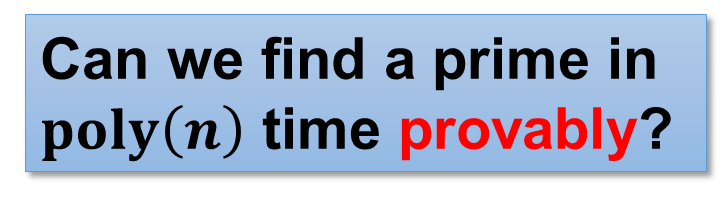 Can we find a prime in
poly(n) time provably?